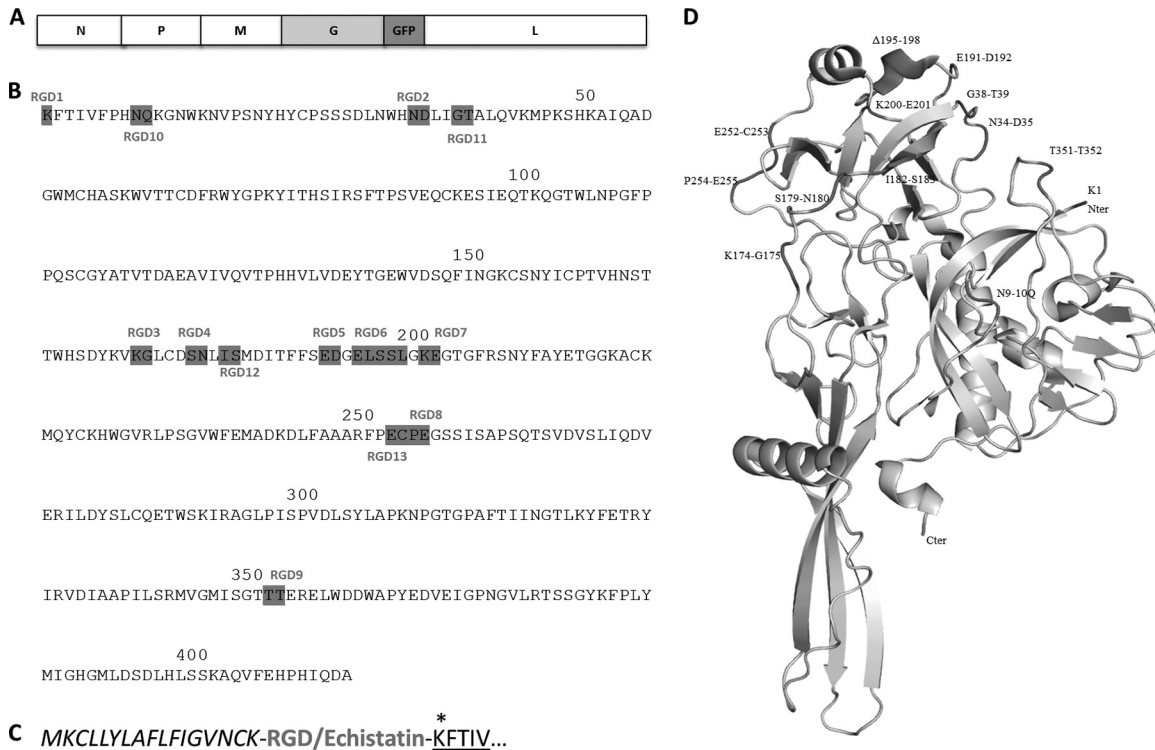 A
N P M G GFP L
B
RGD1 RGD2
KFTIVFPHNQKGNWKNVPSNYHYCPSSSDLNWHNDLIGTALQVKMPKSHKAIQAD
50
RGD10 RGD11
GWMCHASKWVTTCDFRWYGPKYITHSIRSFTPSVEQCKESIEQTKQGTWLNPGFP
100
PQSCGYATVTDAEAVIVQVTPHHVLVDEYTGEWVDSQFINGKCSNYICPTVHNST
150
RGD3 RGD4 RGD5 RGD6 200 RGD7
TWHSDYKVKGLCDSNLISMDITFFSEDGELSSLGKEGTGFRSNYFAYETGGKACK
RGD12
250 RGD8
MQYCKHWGVRLPSGVWFEMADKDLFAAARFPECPEGSSISAPSQTSVDVSLIQDV
RGD13
300
ERILDYSLCQETWSKIRAGLPISPVDLSYLAPKNPGTGPAFTIINGTLKYFETRY
350 RGD9
IRVDIAAPILSRMVGMISGTTTERELWDDWAPYEDVEIGPNGVLRTSSGYKFPLY
400
MIGHGMLDSDLHLSSKAQVFEHPHIQDA
C
*
MKCLLYLAFLFIGVNCK-RGD/Echistatin-KFTIV...
D
Δ195-198
E191-D192
G38-T39
K200-E201
N34-D35
E252-C253
T351-T352
P254-E255
I182-S183
K1
S179-N180
Nter
K174-G175
N9-10Q
Cter